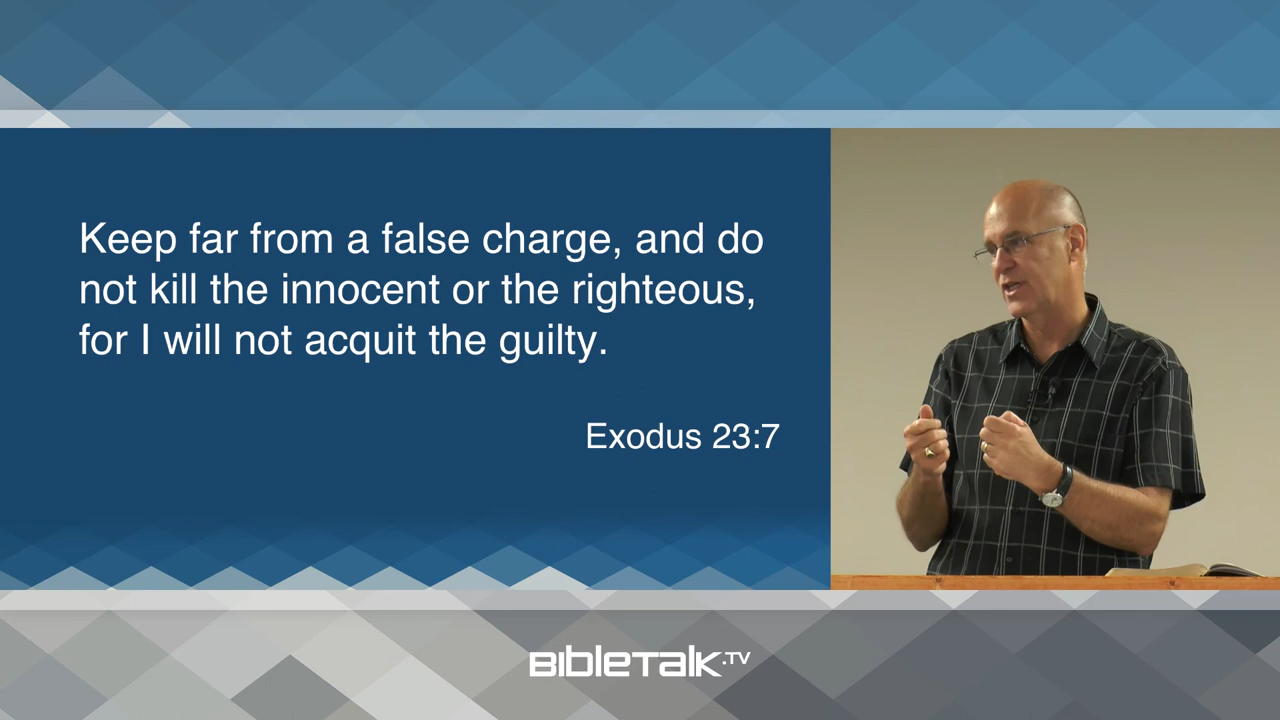 Keep far from a false charge, and do
not kill the innocent or the righteous,
for I will not acquit the guilty.
Exodus 23:7
BibleTalk.TV